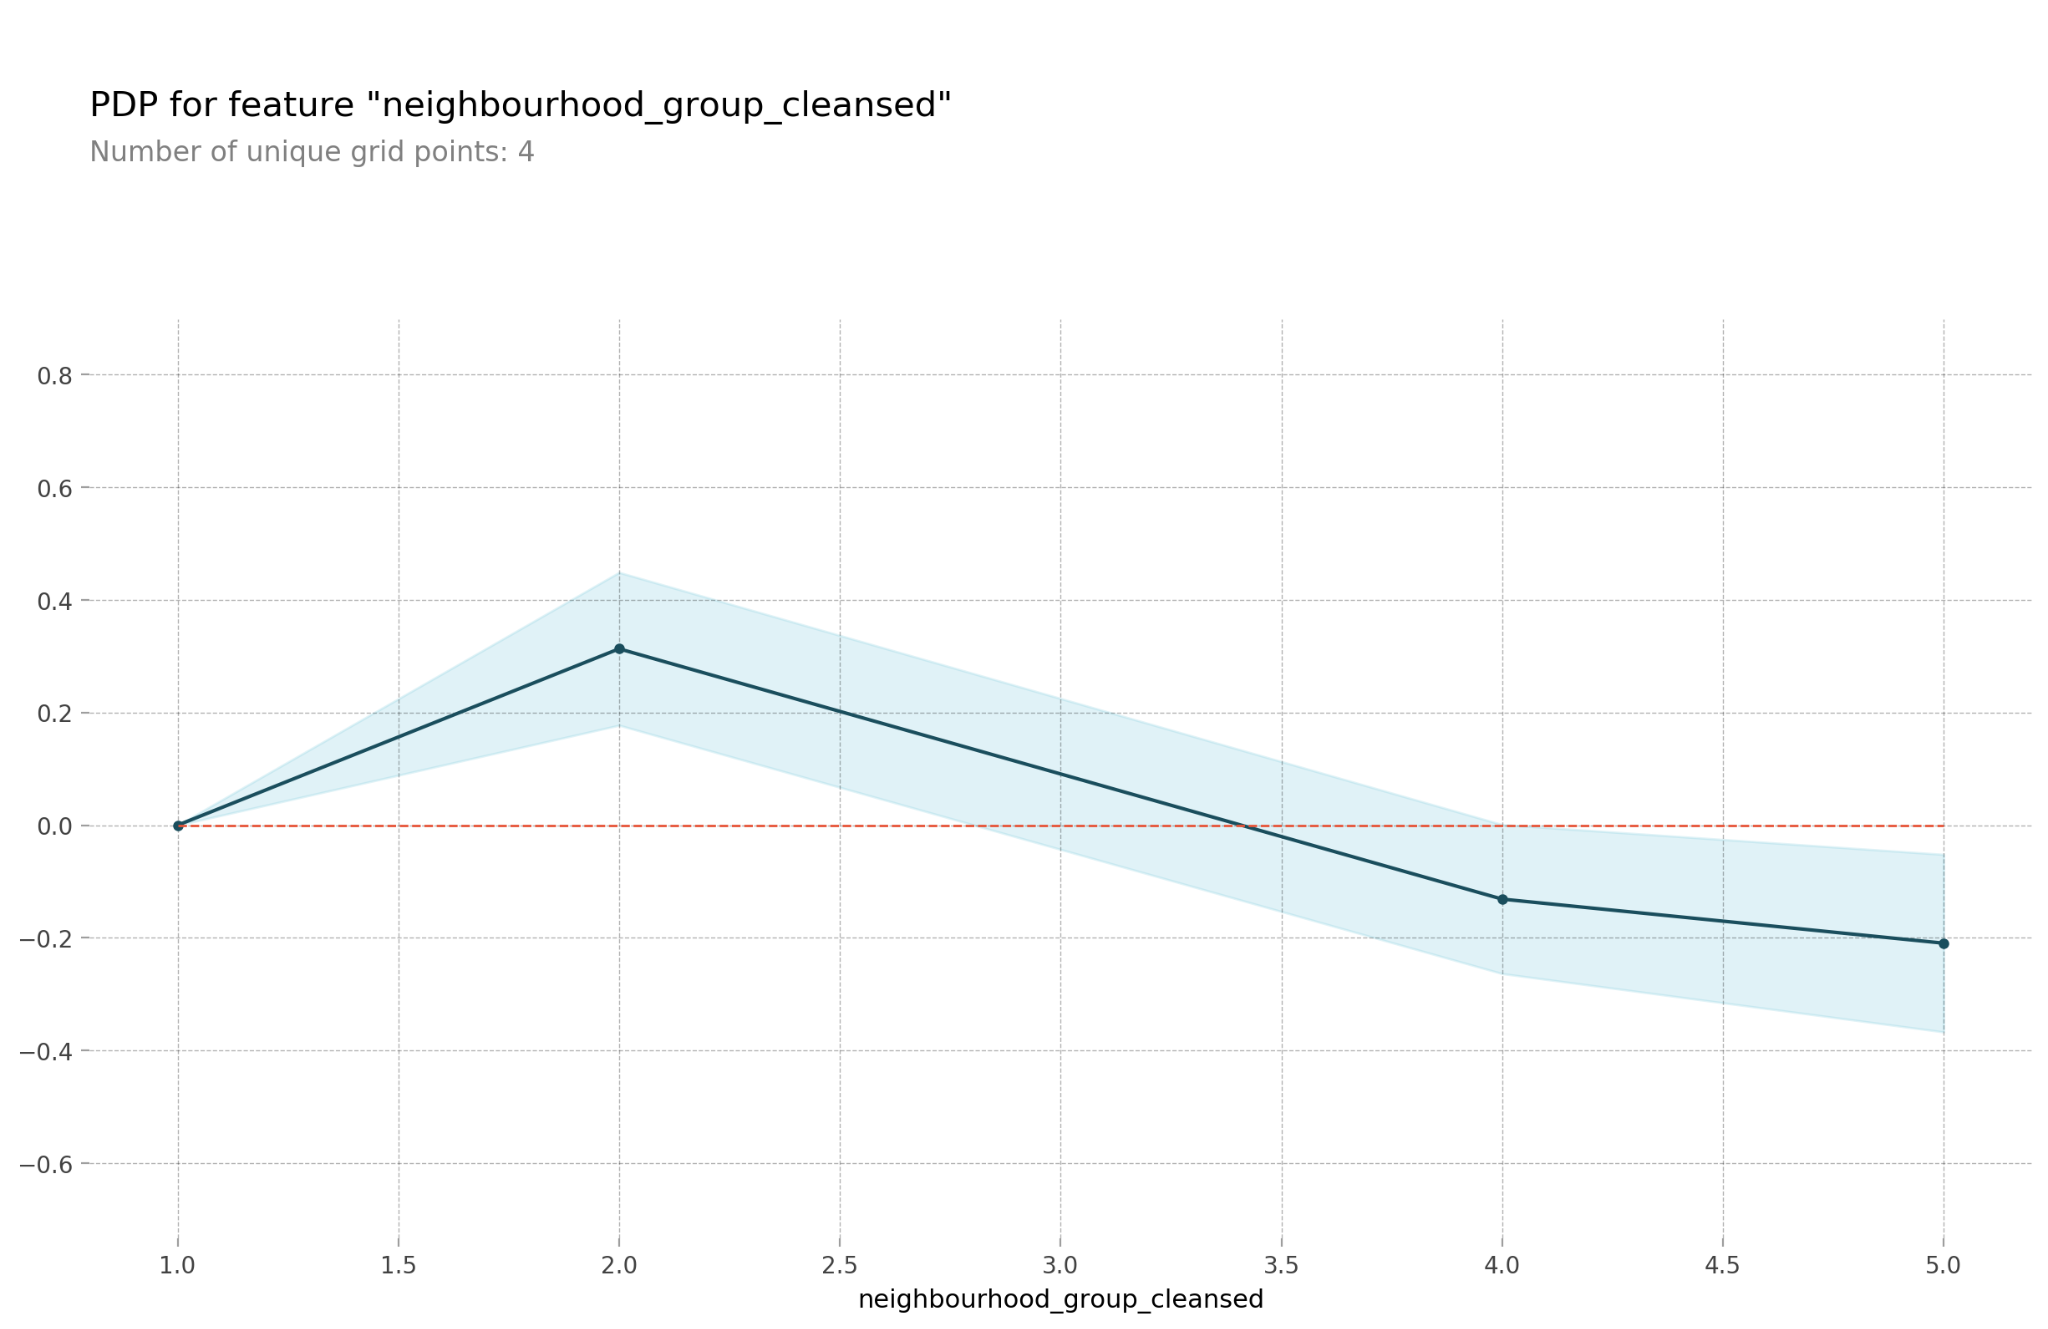 PDP for feature "neighbourhood_group_cleansed"
Number of unique grid points: 4
0.8
0.6
0.4
0.2
0.0
−0.2
−0.4
−0.6
1.0 1.5 2.0 2.5 3.0 3.5 4.0 4.5 5.0
neighbourhood_group_cleansed